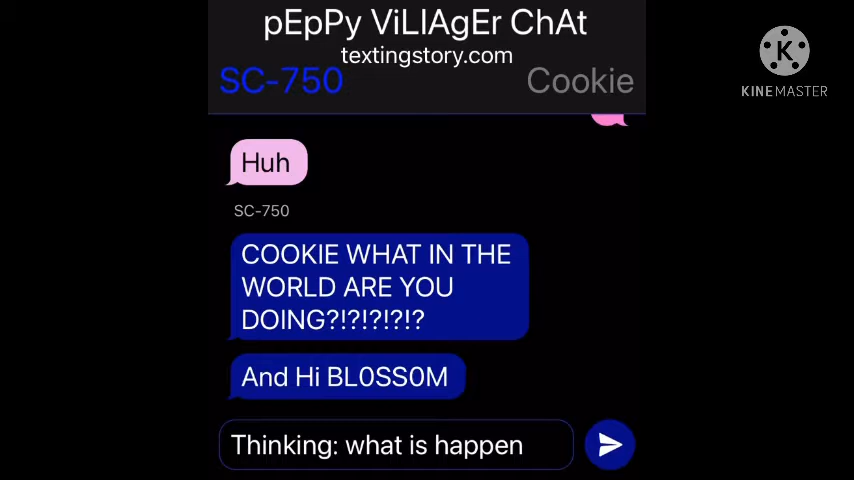 pEpPy ViLlAgEr ChAt
textingstory.com
SC-750
Cookie
KINEMASTER
Huh
SC-750
COOKIE WHAT IN THE
WORLD ARE YOU
DOING?!?!?!?!?
And Hi BL0SS0M
Thinking: what is happen